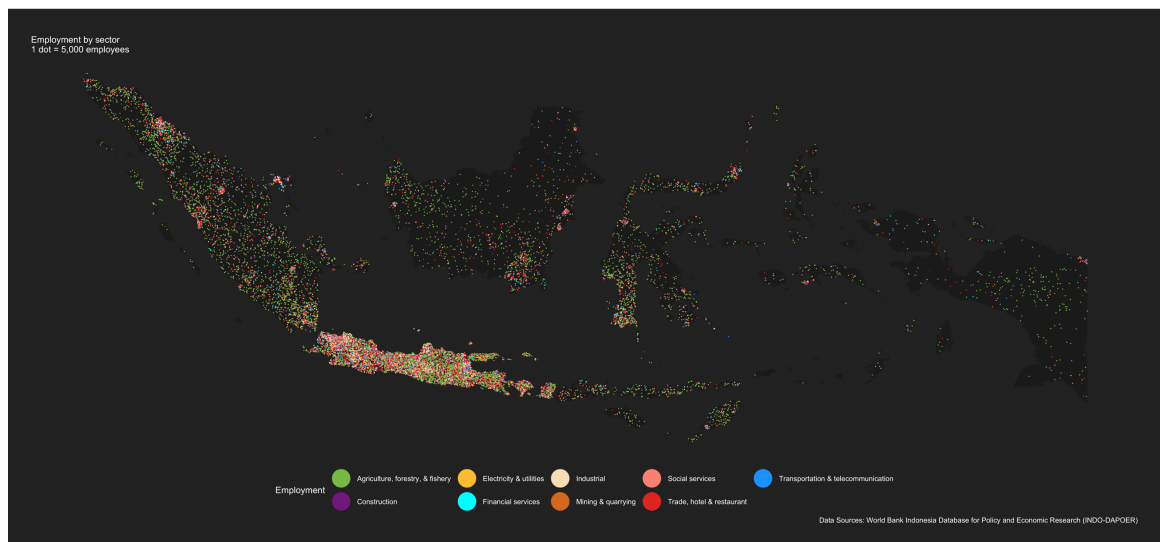 Employment by sector
1 dot = 5,000 employees
Employment
Agriculture, forestry, & fishery
Electricity & utilities
Industrial
Social services
Transportation & telecommunication
Construction
Financial services
Mining & quarrying
Trade, hotel & restaurant
Data Sources: World Bank Indonesia Database for Policy and Economic Research (INDO-DAPOER)